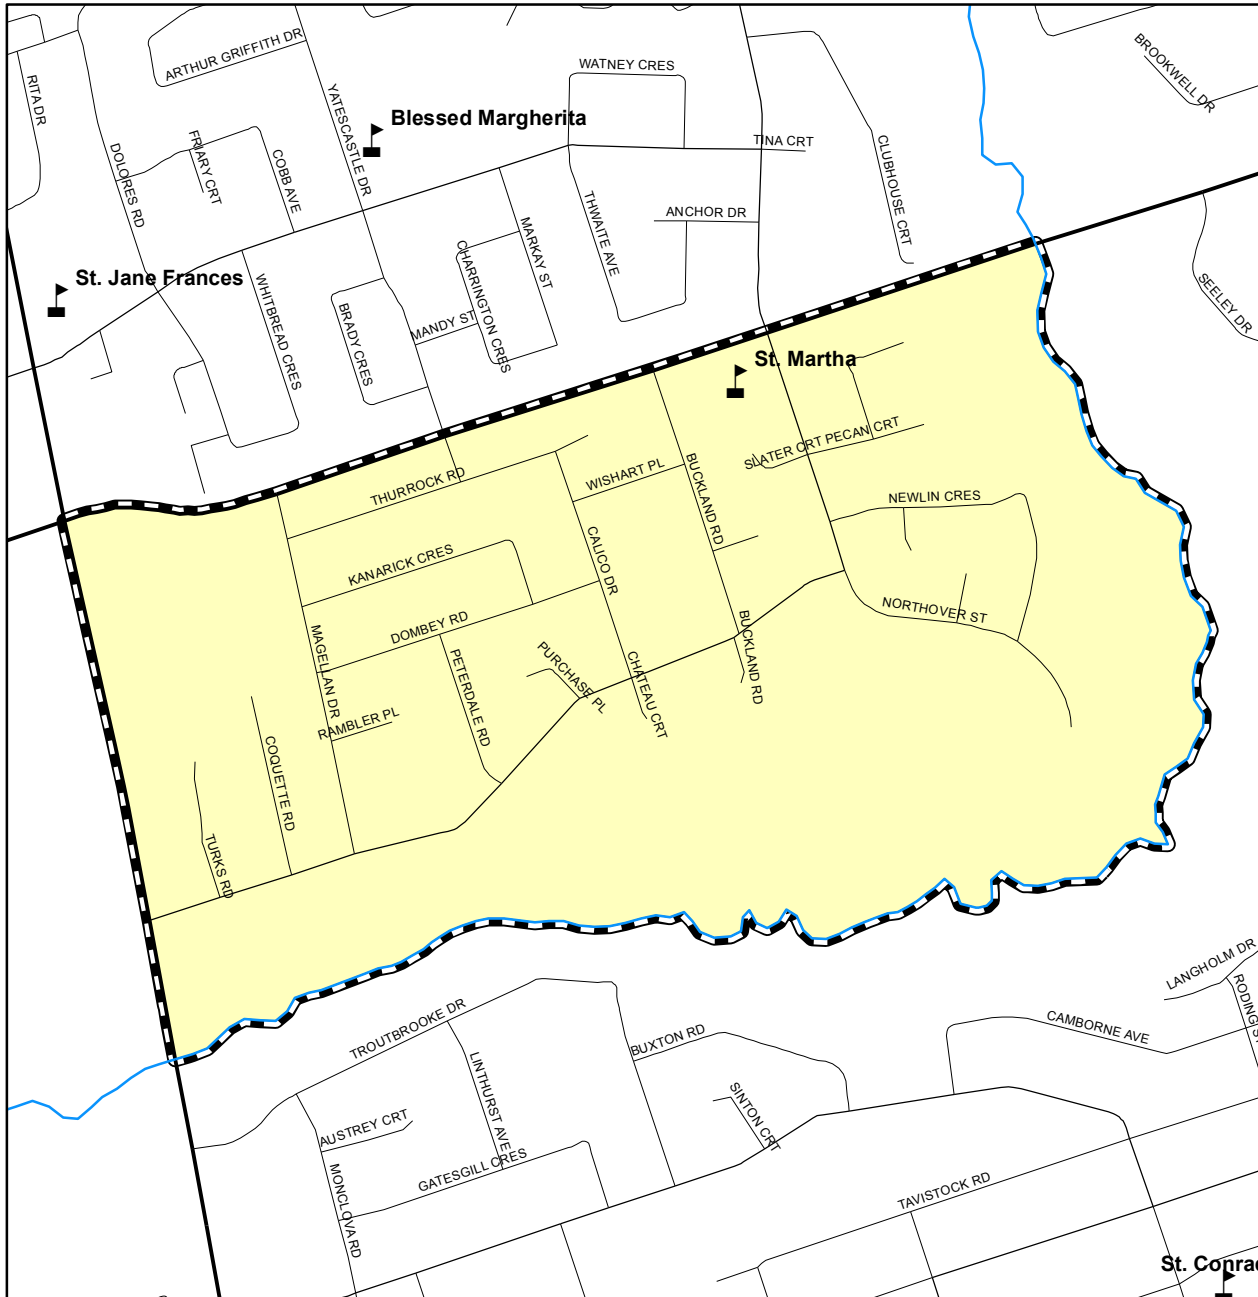 ARTHUR GRIFFITH DR
RITA DR
DOLORES RD
FRIARY CRT
COBB AVE
YATESCASTLE DR
Blessed Margherita
WATNEY CRES
TINA CRT
CLUBHOUSE CRT
BROOKWELL DR
ANCHOR DR
THWAITE AVE
MARKAY ST
CHARRINGTON CRES
MANDY ST
BRADY CRES
WHITBREAD CRES
St. Jane Frances
SEELEY DR
St. Martha
SLATER CRT
PECAN CRT
THURROCK RD
WISHART PL
BUCKLAND RD
NEWLIN CRES
KANARICK CRES
CALICO DR
DOMBEY RD
NORTHOVER ST
MAGELLAN DR
PETERDALE RD
PURCHASE PL
CHATEAU CRT
BUCKLAND RD
RAMBLER PL
COQUETTE RD
TURKS RD
LANGHOLM DR
RODING ST
CAMBORNE AVE
TROUTBROOKE DR
BUXTON RD
LINTHURST AVE
SINTON CRT
AUSTREY CRT
GATESGILL CRES
MONCLOVA RD
TAVISTOCK RD
St. Conrad